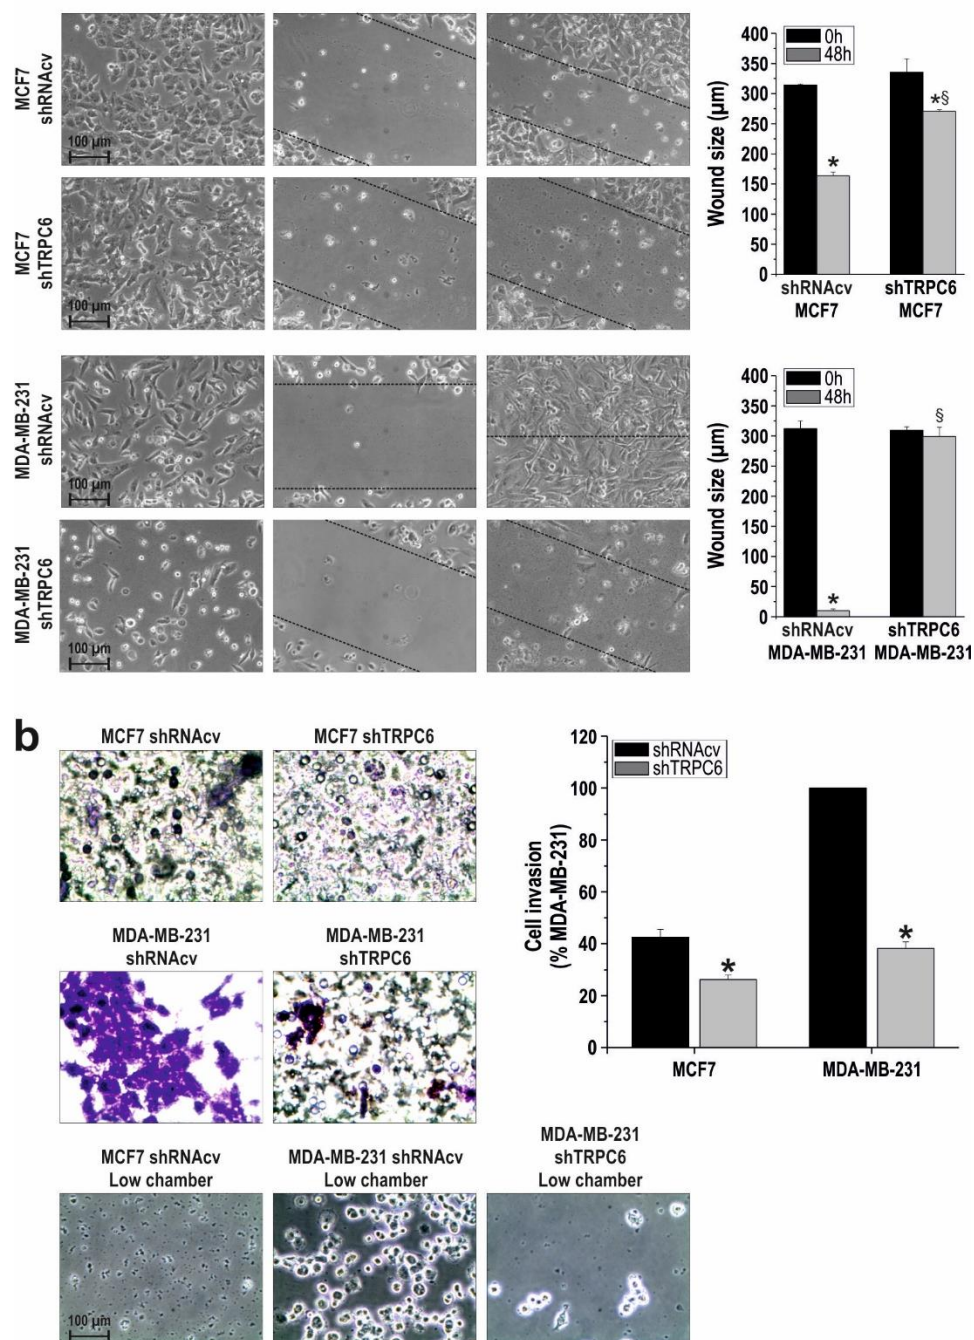 MCF7
shRNAcv
100 µm
MCF7
shTRPC6
100 µm
MDA-MB-231
shRNAcv
100 µm
MDA-MB-231
shTRPC6
100 µm
0h
48h
Wound size (µm)
400
350
300
250
200
150
100
50
0
*
*§
shRNAcv
MCF7
shTRPC6
MCF7
0h
48h
Wound size (µm)
400
350
300
250
200
150
100
50
0
*
§
shRNAcv
MDA-MB-231
shTRPC6
MDA-MB-231
b
MCF7 shRNAcv
MCF7 shTRPC6
MDA-MB-231
shRNAcv
MDA-MB-231
shTRPC6
MCF7 shRNAcv
Low chamber
100 µm
MDA-MB-231 shRNAcv
Low chamber
MDA-MB-231
shTRPC6
Low chamber
shRNAcv
shTRPC6
Cell invasion
(% MDA-MB-231)
120
100
80
60
40
20
0
*
*
MCF7
MDA-MB-231